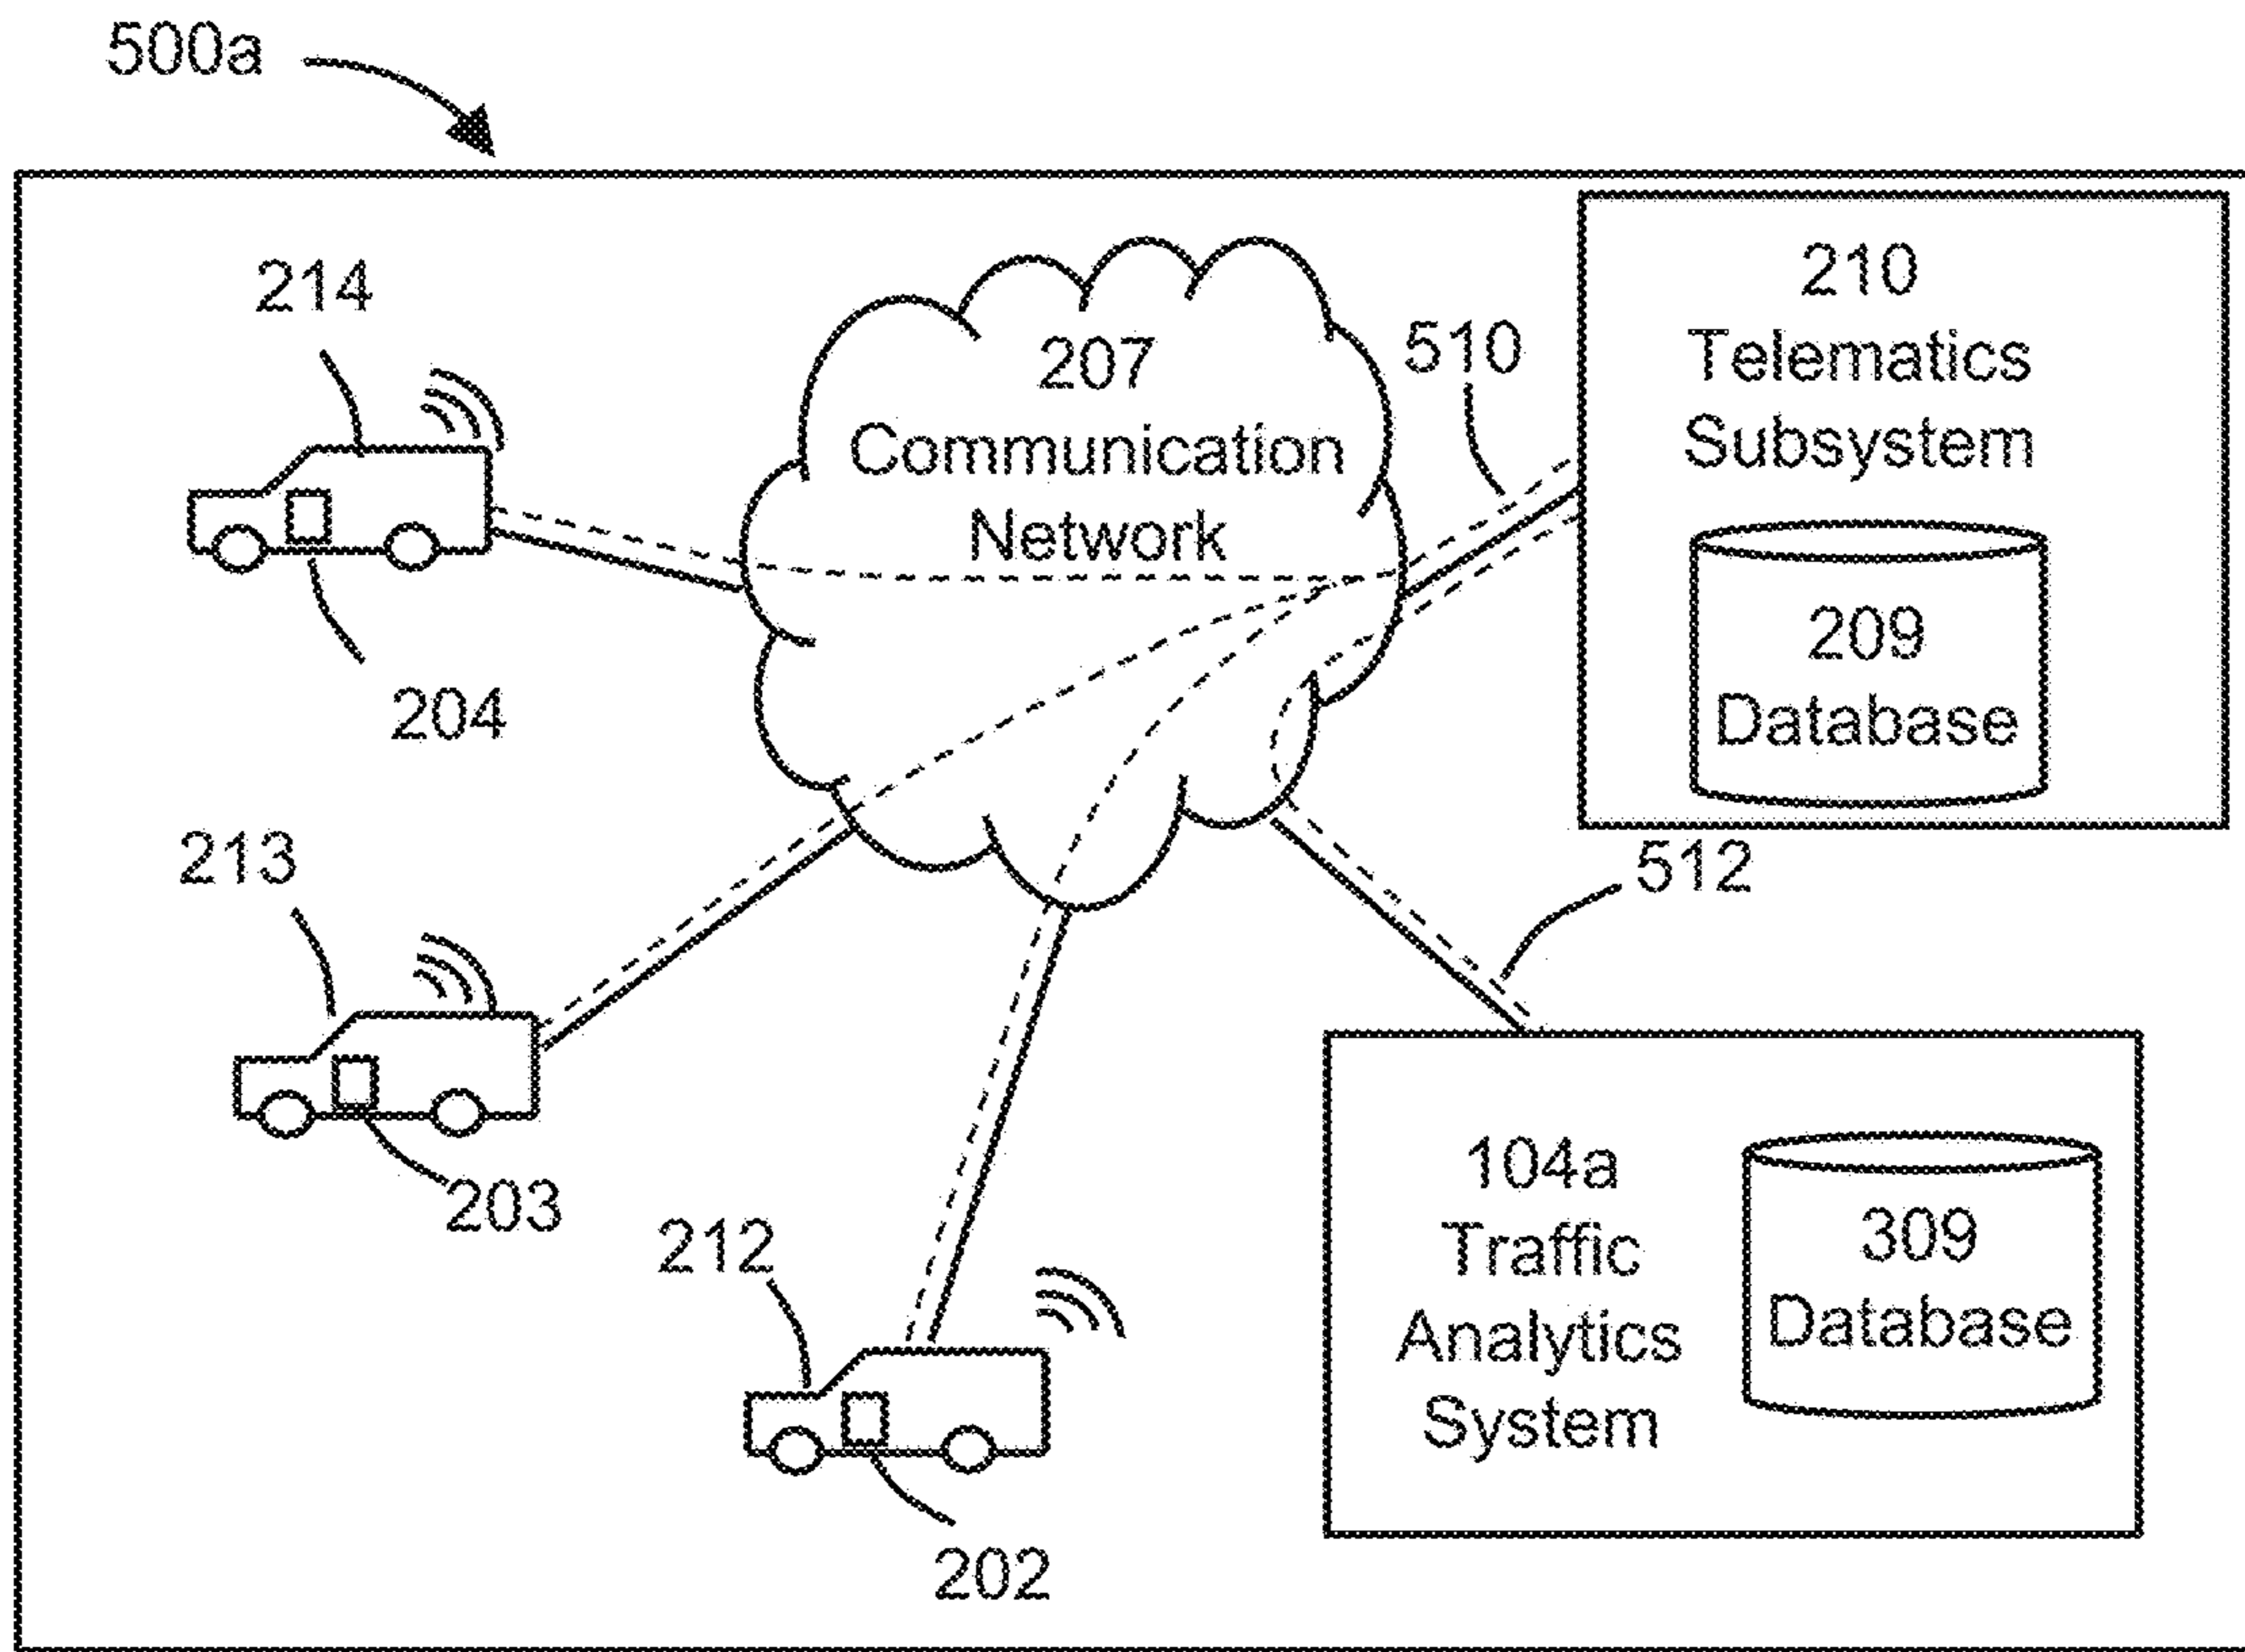 500a
214
207
Communication
Network
510
210
Telematics
Subsystem
209
Database
204
213
203
512
212
202
104a
Traffic
Analytics
System
309
Database